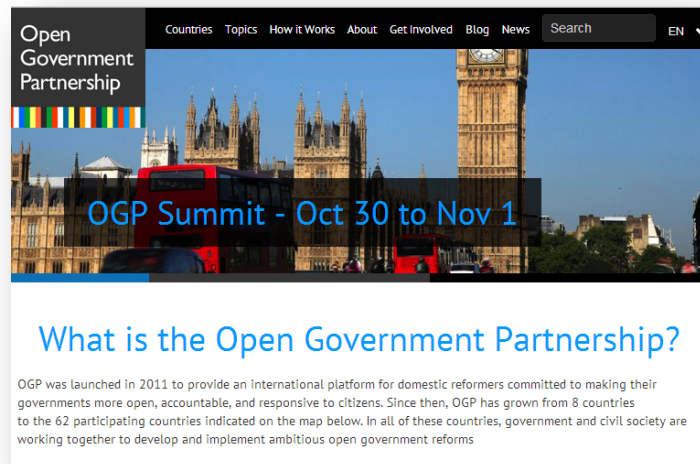 Open
Government
Partnership
Countries Topics How it Works About Get Involved Blog News Search EN
OGP Summit - Oct 30 to Nov 1
What is the Open Government Partnership?
OGP was launched in 2011 to provide an international platform for domestic reformers committed to making their
governments more open, accountable, and responsive to citizens. Since then, OGP has grown from 8 countries
to the 62 participating countries indicated on the map below. In all of these countries, government and civil society are
working together to develop and implement ambitious open government reforms